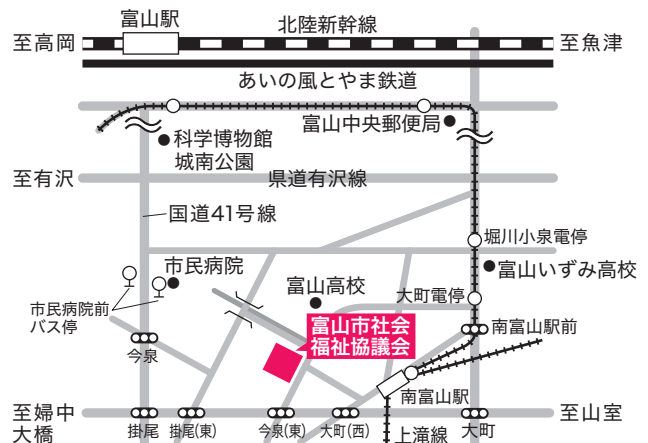 富山駅
北陸新幹線
至高岡
至魚津
あいの風とやま鉄道
富山中央郵便局
科学博物館
城南公園
至有沢
県道有沢線
国道41号線
堀川小泉電停
市民病院
富山いずみ高校
富山高校
大町電停
市民病院前
バス停
富山市社会
福祉協議会
南富山駅前
今泉
南富山駅
至婦中
大橋
至山室
掛尾
掛尾(東)
今泉(東)
大町(西)
上滝線
大町